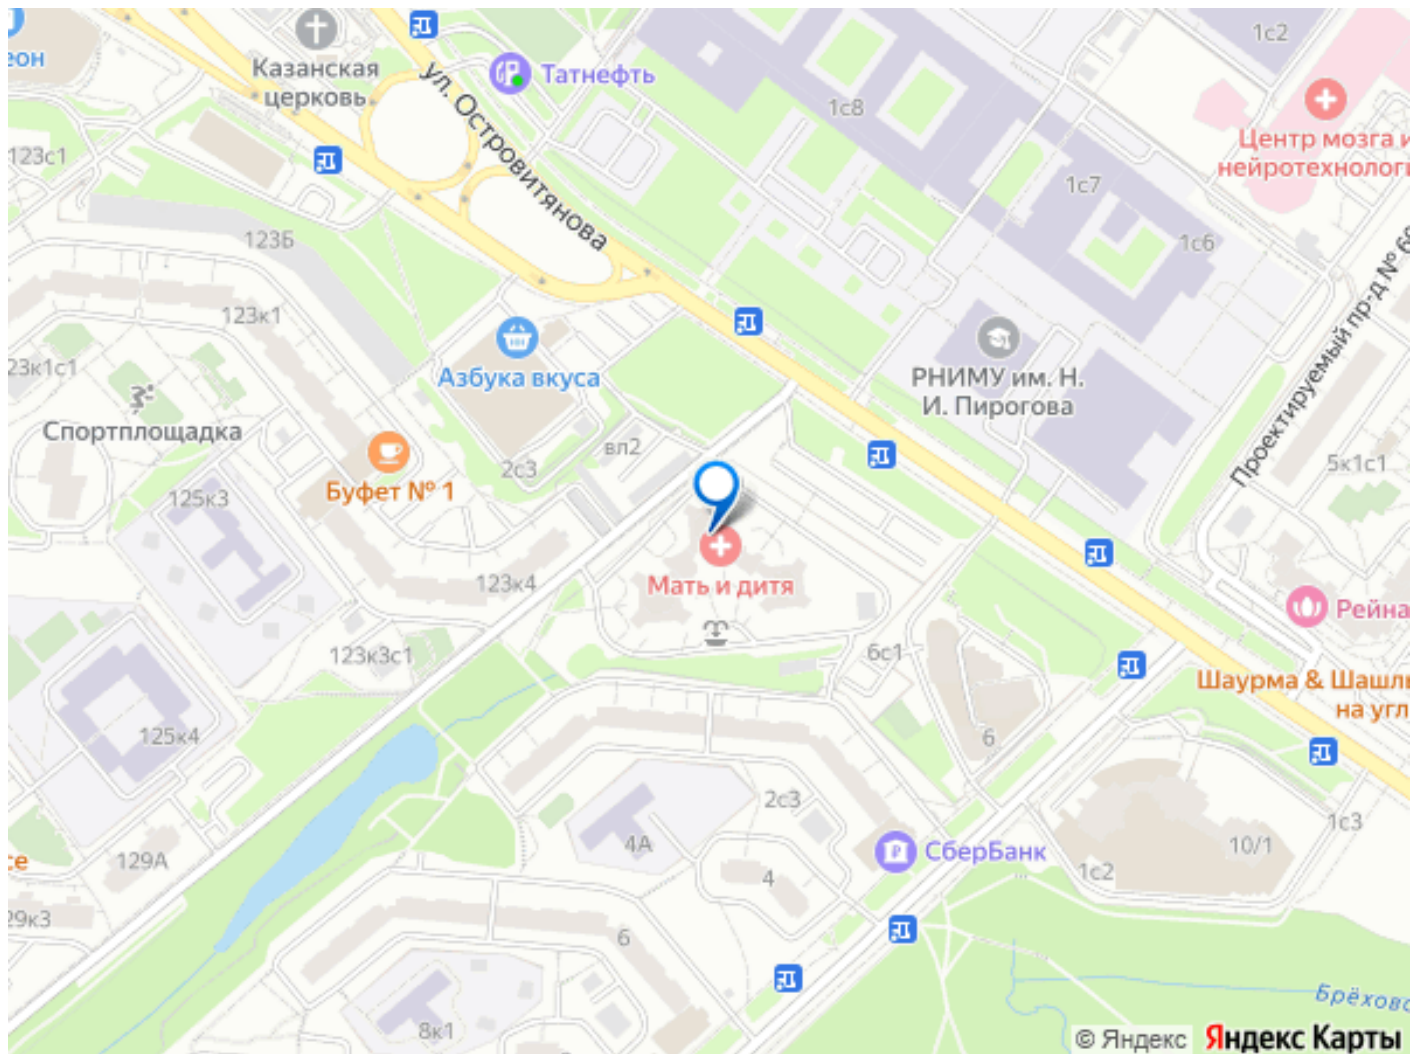 1с2
Казанская
церковь
Татнефть
ул. Островитянова
1с8
Центр мозга и
нейротехнологи
123с1
1с7
123Б
1с6
Проектируемый пр-д №
123к1
Азбука вкуса
РНИМУ им. Н.
И. Пирогова
23к1с1
Спортплощадка
вл2
2с3
5к1с1
Буфет № 1
125к3
Мать и дитя
123к4
Рейна
123к3с1
6с1
Шаурма & Шашл
на угл
125к4
6
2с3
1с3
4А
10/1
СберБанк
129А
се
1с2
4
29к3
6
Брёхово
8к1
© Яндекс Яндекс Карты